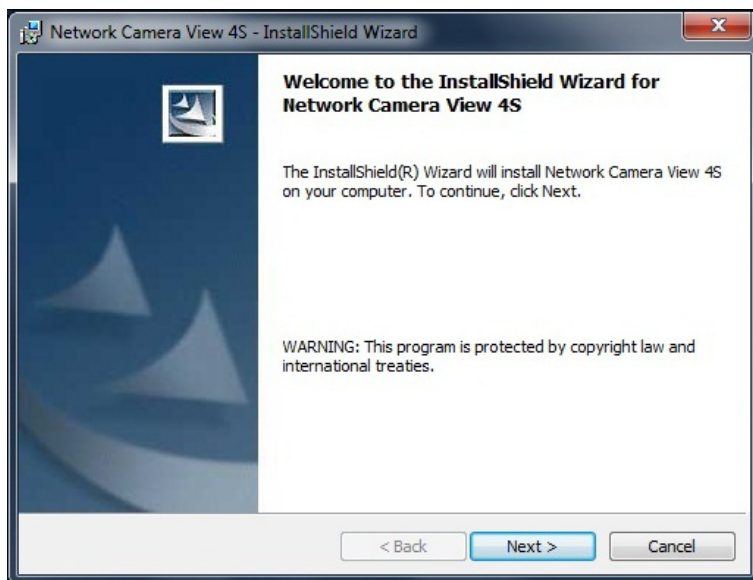 Network Camera View 4S - InstallShield Wizard
Welcome to the InstallShield Wizard for
Network Camera View 4S
The InstallShield(R) Wizard will install Network Camera View 4S
on your computer. To continue, click Next.
WARNING: This program is protected by copyright law and
international treaties.
< Back
Next >
Cancel